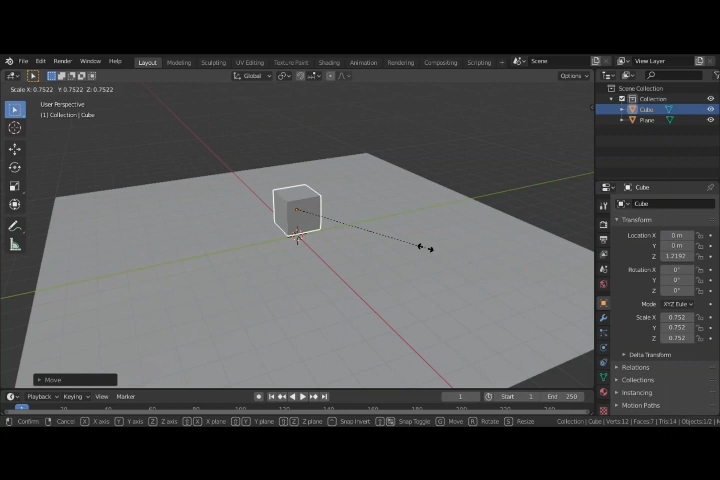 File Edit Render Window Help Layout Modeling Sculpting UV Editing Texture Paint Shading Animation Rendering Compositing Scripting + Scene View Layer
Global Options
Scale X: 0.7522 Y: 0.7522 Z: 0.7522
User Perspective
(1) Collection | Cube
Scene Collection
Collection
Cube
Plane
Cube
Cube
Transform
Location X 0 m
Y 0 m
Z 1.2192
Rotation X 0°
Y 0°
Z 0°
Mode XYZ Eule
Scale X 0.752
Y 0.752
Z 0.752
Delta Transform
Relations
Collections
Instancing
Motion Paths
Move
Playback Keying View Marker 1 Start 1 End 250
Confirm Cancel X X axis Y Y axis Z Z axis X X plane Y Y plane Z Z plane Snap Invert Snap Toggle G Move R Rotate S Resize Collection | Cube | Verts:12 | Faces:7 | Tris:14 | Objects:1/2